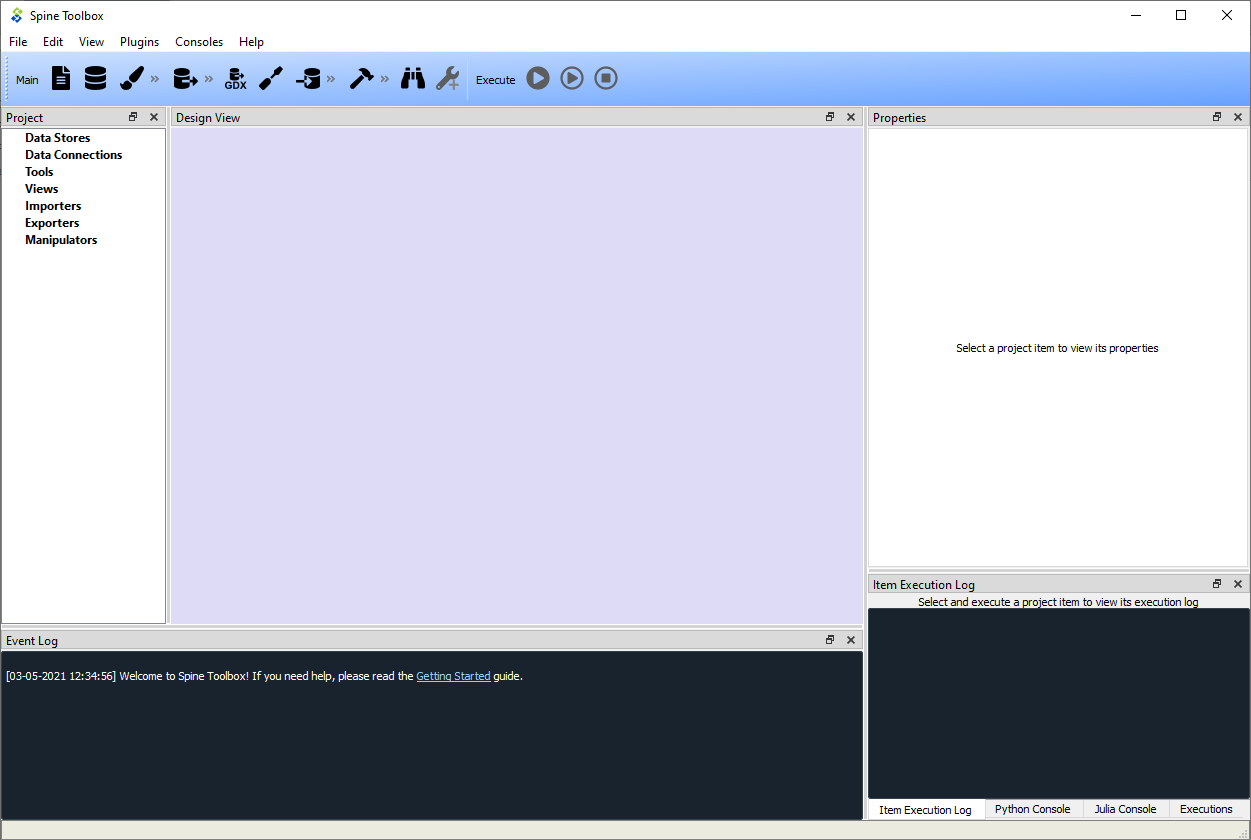 Spine Toolbox
File Edit View Plugins Consoles Help
Main GDX Execute
Project
Data Stores
Data Connections
Tools
Views
Importers
Exporters
Manipulators
Design View
Properties
Select a project item to view its properties
Item Execution Log
Select and execute a project item to view its execution log
Event Log
[03-05-2021 12:34:56] Welcome to Spine Toolbox! If you need help, please read the Getting Started guide.
Item Execution Log Python Console Julia Console Executions